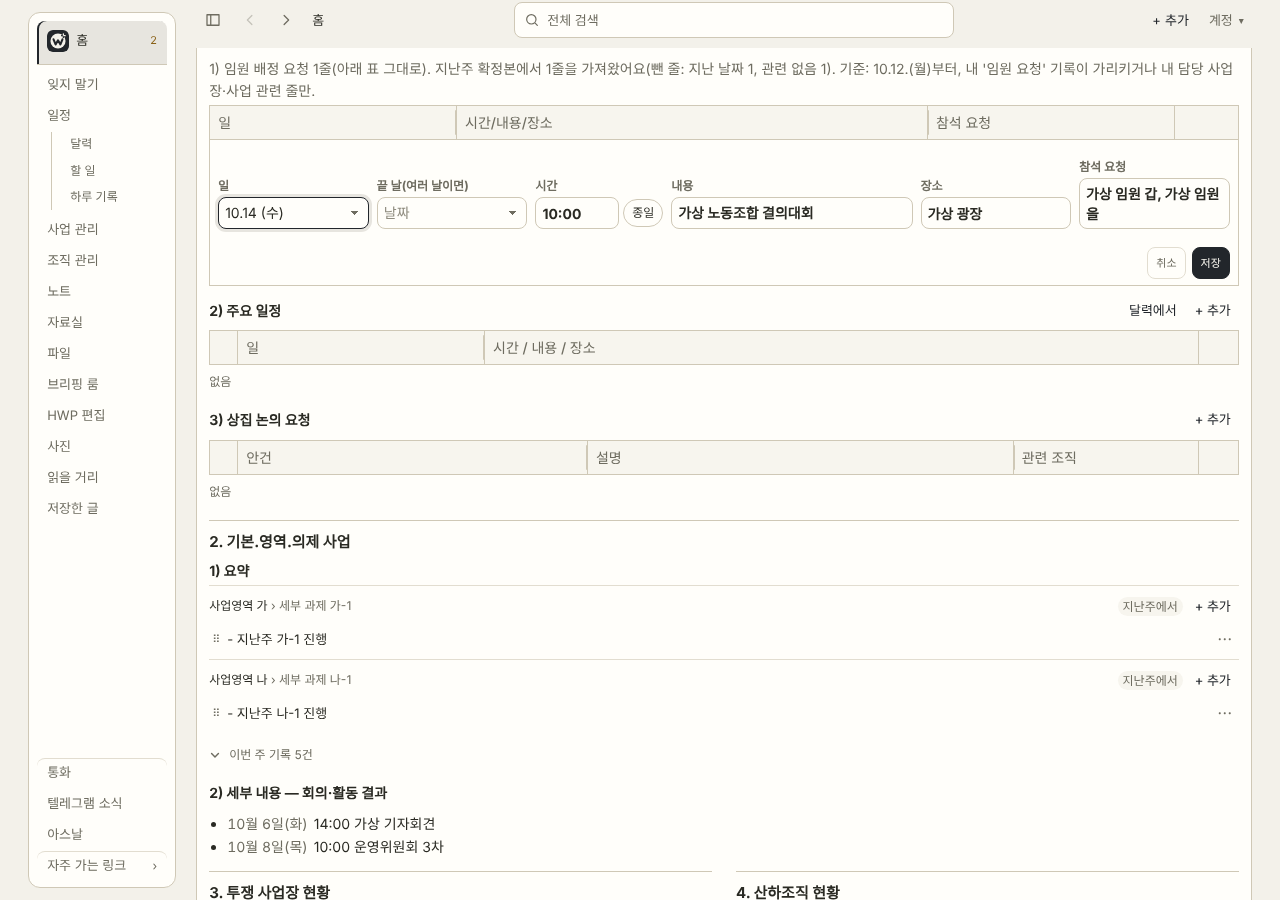 홈 2
잊지 말기
일정
달력
할 일
하루 기록
사업 관리
조직 관리
노트
자료실
파일
브리핑 룸
HWP 편집
사진
읽을 거리
저장한 글
통화
텔레그램 소식
아스날
자주 가는 링크 ›
홈
전체 검색
+ 추가 계정 ▾
1) 임원 배정 요청 1줄(아래 표 그대로). 지난주 확정본에서 1줄을 가져왔어요(뺀 줄: 지난 날짜 1, 관련 없음 1). 기준: 10.12.(월)부터, 내 '임원 요청' 기록이 가리키거나 내 담당 사업
장·사업 관련 줄만.
일 시간/내용/장소 참석 요청
일 끝 날(여러 날이면) 시간 내용 장소 참석 요청
10.14 (수) 날짜 10:00 종일 가상 노동조합 결의대회 가상 광장 가상 임원 갑, 가상 임원
을
취소 저장
2) 주요 일정 달력에서 + 추가
일 시간 / 내용 / 장소
없음
3) 상집 논의 요청 + 추가
안건 설명 관련 조직
없음
2. 기본.영역.의제 사업
1) 요약
사업영역 가 › 세부 과제 가-1 지난주에서 + 추가
- 지난주 가-1 진행 ···
사업영역 나 › 세부 과제 나-1 지난주에서 + 추가
- 지난주 나-1 진행 ···
이번 주 기록 5건
2) 세부 내용 — 회의·활동 결과
• 10월 6일(화) 14:00 가상 기자회견
• 10월 8일(목) 10:00 운영위원회 3차
3. 투쟁 사업장 현황 4. 산하조직 현황